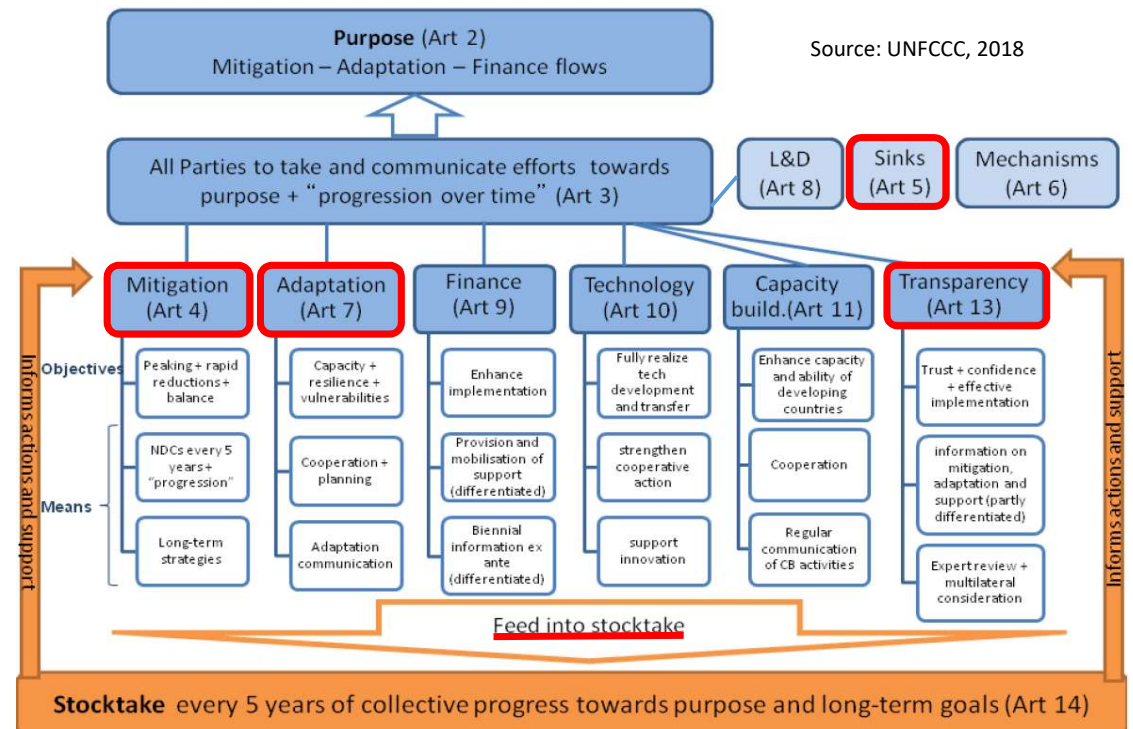 Purpose (Art 2)
Mitigation – Adaptation – Finance flows
Source: UNFCCC, 2018
All Parties to take and communicate efforts towards
purpose + “progression over time” (Art 3)
L&D
(Art 8)
Sinks
(Art 5)
Mechanisms
(Art 6)
Mitigation
(Art 4)
Adaptation
(Art 7)
Finance
(Art 9)
Technology
(Art 10)
Capacity
build.(Art 11)
Transparency
(Art 13)
Objectives
Peaking + rapid
reductions +
balance
Capacity +
resilience +
vulnerabilities
Enhance
implementation
Fully realize
tech
development
and transfer
Enhance capacity
and ability of
developing
countries
Trust + confidence
+ effective
implementation
Means
NDCs every 5
years +
“progression”
Cooperation +
planning
Provision and
mobilisation of
support
(differentiated)
strengthen
cooperative
action
Cooperation
information on
mitigation,
adaptation and
support (partly
differentiated)
Long-term
strategies
Adaptation
communication
Biennial
information ex
ante
(differentiated)
support
innovation
Regular
communication
of CB activities
Expert review +
multilateral
consideration
Informs actions and support
Informs actions and support
Feed into stocktake
Stocktake every 5 years of collective progress towards purpose and long-term goals (Art 14)